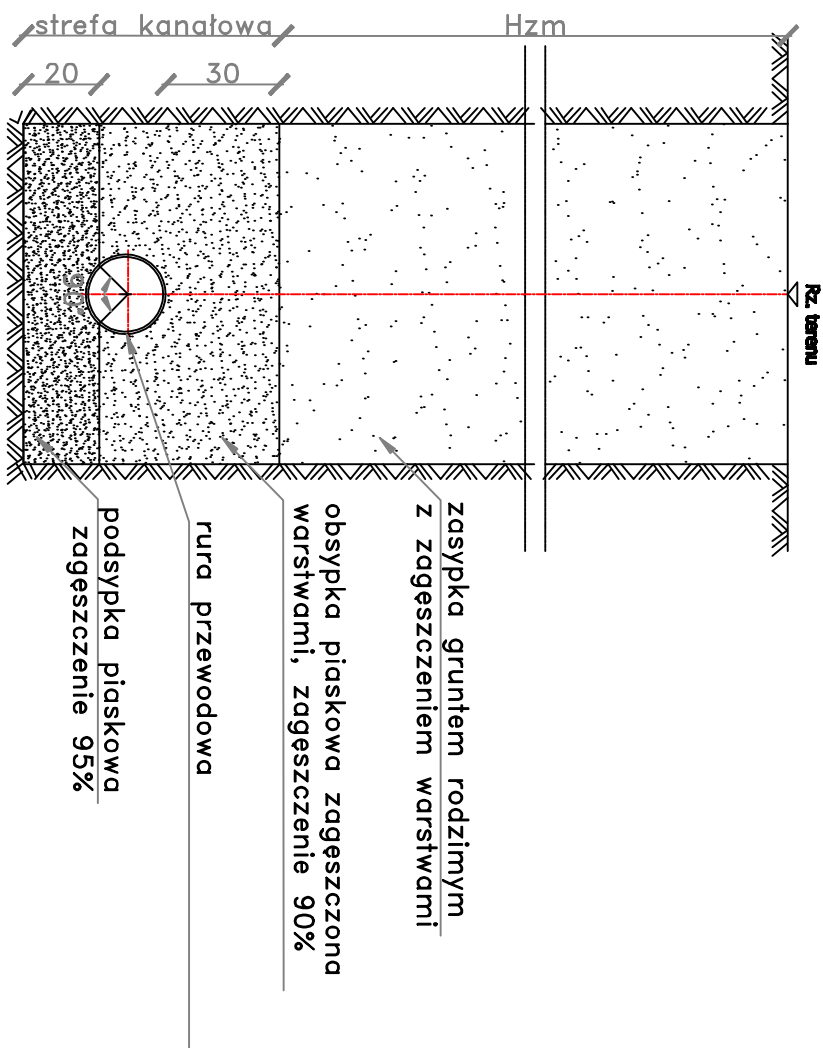 strefa kanałowa
Hzm
20
30
Rz. terenu
zasypka gruntem rodzimym
z zagęszczeniem warstwami
obsypka piaskowa zagęszczona
warstwami, zagęszczenie 90%
rura przewodowa
podsypka piaskowa
zagęszczenie 95%